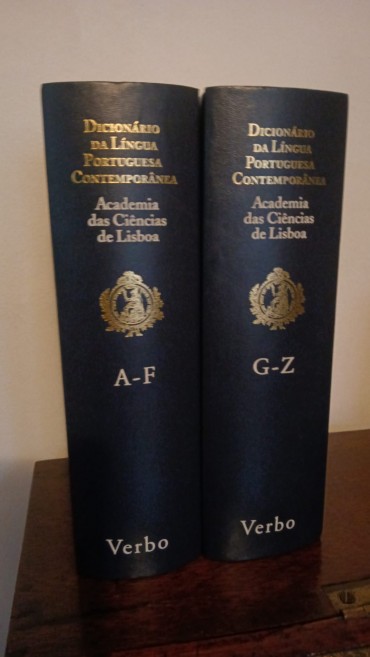 Dicionário
da Língua
Portuguesa
Contemporânea
Academia
das Ciências
de Lisboa
A-F
Verbo
Dicionário
da Língua
Portuguesa
Contemporânea
Academia
das Ciências
de Lisboa
G-Z
Verbo